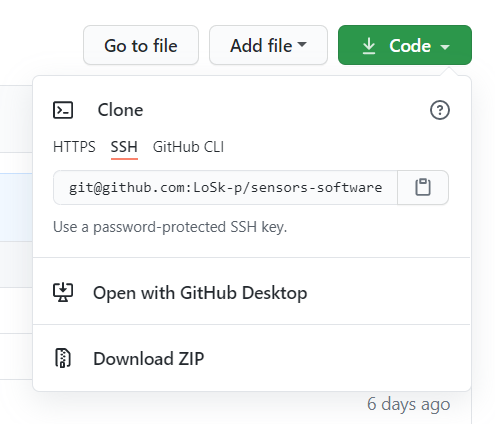 Go to file
Add file
Code
Clone
HTTPS SSH GitHub CLI
git@github.com:LoSk-p/sensors-software
Use a password-protected SSH key.
Open with GitHub Desktop
Download ZIP
6 days ago